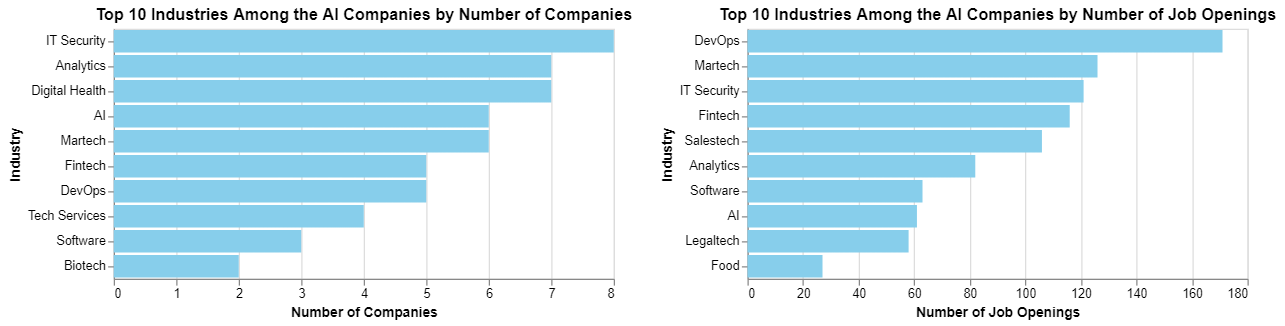 Top 10 Industries Among the AI Companies by Number of Companies
IT Security
Analytics
Digital Health
AI
Martech
Fintech
DevOps
Tech Services
Software
Biotech
Industry
0 1 2 3 4 5 6 7 8
Number of Companies
Top 10 Industries Among the AI Companies by Number of Job Openings
DevOps
Martech
IT Security
Fintech
Salestech
Analytics
Software
AI
Legaltech
Food
Industry
0 20 40 60 80 100 120 140 160 180
Number of Job Openings